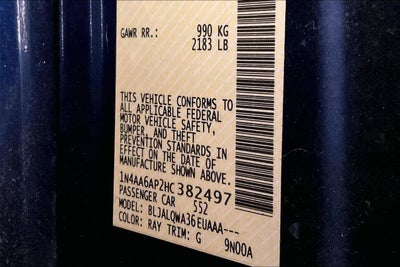 GAWR RR.: 990 KG
2183 LB
THIS VEHICLE CONFORMS TO
ALL APPLICABLE FEDERAL
MOTOR VEHICLE SAFETY,
BUMPER, AND THEFT
PREVENTION STANDARDS IN
EFFECT ON THE DATE OF
MANUFACTURE SHOWN ABOVE.
1N4AA6AP2HC382497
PASSENGER CAR 552
MODEL: BLJALQWA36EUAAA---
COLOR: RAY TRIM: G 9N00A